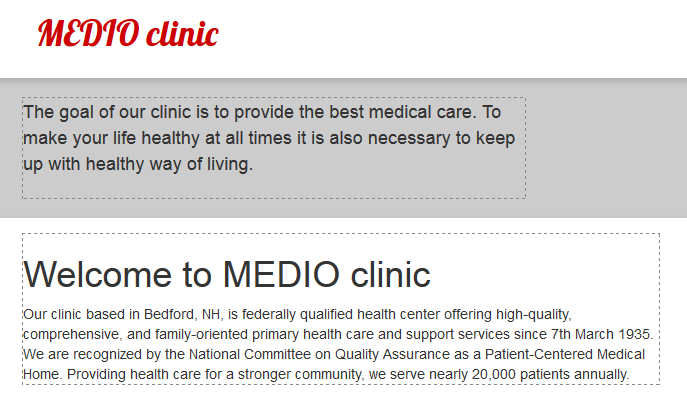 MEDIO clinic
The goal of our clinic is to provide the best medical care. To
make your life healthy at all times it is also necessary to keep
up with healthy way of living.
Welcome to MEDIO clinic
Our clinic based in Bedford, NH, is federally qualified health center offering high-quality,
comprehensive, and family-oriented primary health care and support services since 7th March 1935.
We are recognized by the National Committee on Quality Assurance as a Patient-Centered Medical
Home. Providing health care for a stronger community, we serve nearly 20,000 patients annually.